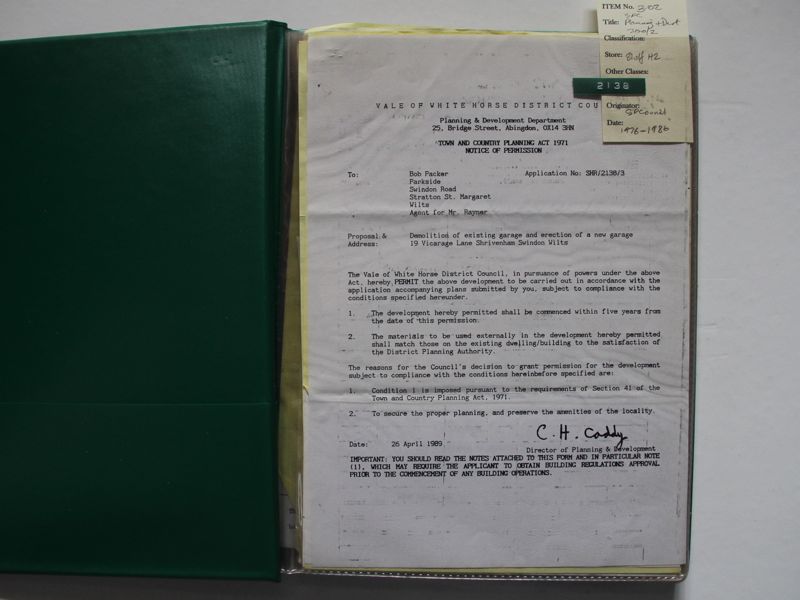 ITEM No. 302
Title: SPC
Planning + Devt
Classification:
Store: Shelf H2
Other Classes:
2138
Originator:
SPCouncil
Date:
1976-1986
VALE OF WHITE HORSE DISTRICT COU
Planning & Development Department
25, Bridge Street, Abingdon, OX14 3HN
TOWN AND COUNTRY PLANNING ACT 1971
NOTICE OF PERMISSION
To: Bob Packer Application No: SHR/2138/3
Parkside
Swindon Road
Stratton St. Margaret
Wilts
Agent for Mr. Rayner
Proposal & Demolition of existing garage and erection of a new garage
Address: 19 Vicarage Lane Shrivenham Swindon Wilts
The Vale of White Horse District Council, in pursuance of powers under the above
Act, hereby PERMIT the above development to be carried out in accordance with the
application accompanying plans submitted by you, subject to compliance with the
conditions specified hereunder.
1. The development hereby permitted shall be commenced within five years from
the date of this permission.
2. The materials to be used externally in the development hereby permitted
shall match those on the existing dwelling/building to the satisfaction of
the District Planning Authority.
The reasons for the Council's decision to grant permission for the development
subject to compliance with the conditions hereinbefore specified are:
1. Condition 1 is imposed pursuant to the requirements of Section 41 of the
Town and Country Planning Act, 1971.
2. To secure the proper planning, and preserve the amenities of the locality.
C. H. Caddy
Date: 26 April 1989
Director of Planning & Development
IMPORTANT: YOU SHOULD READ THE NOTES ATTACHED TO THIS FORM AND IN PARTICULAR NOTE
(1), WHICH MAY REQUIRE THE APPLICANT TO OBTAIN BUILDING REGULATIONS APPROVAL
PRIOR TO THE COMMENCEMENT OF ANY BUILDING OPERATIONS.